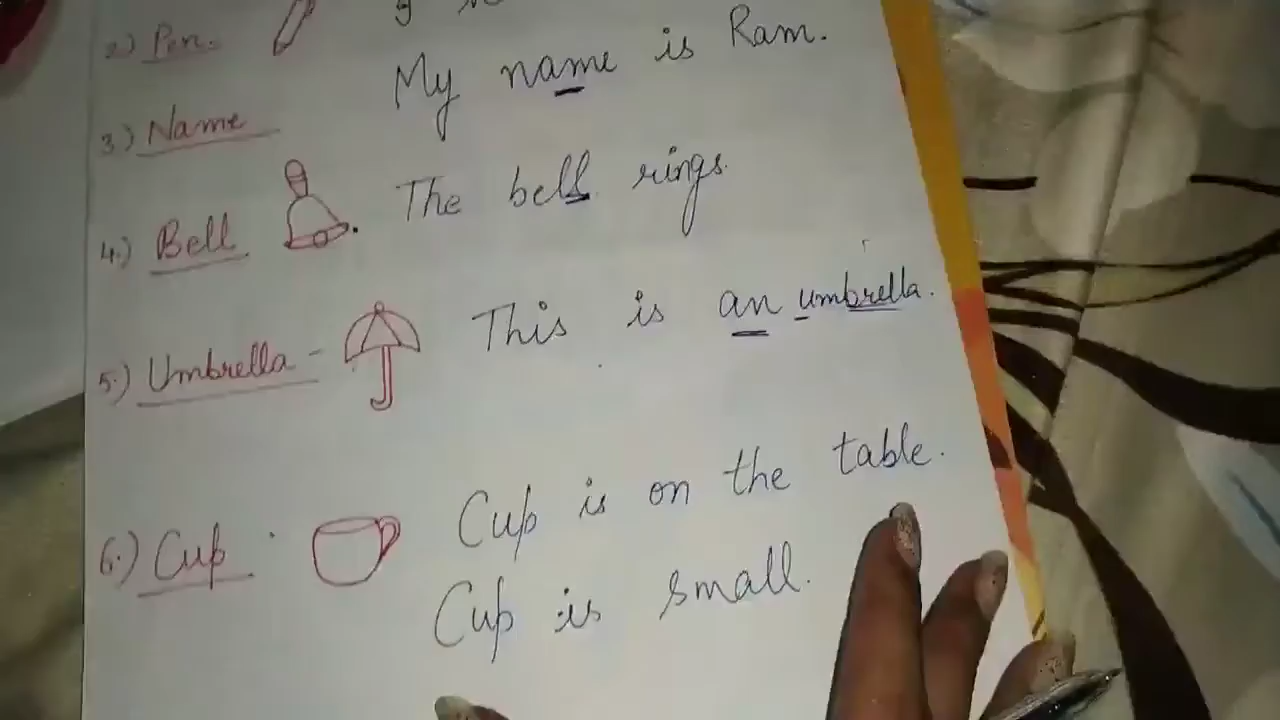 2.) Pen.
My name is Ram.
3.) Name
4.) Bell
The bell rings.
5.) Umbrella -
This is an umbrella.
6.) Cup
Cup is on the table.
Cup is small.